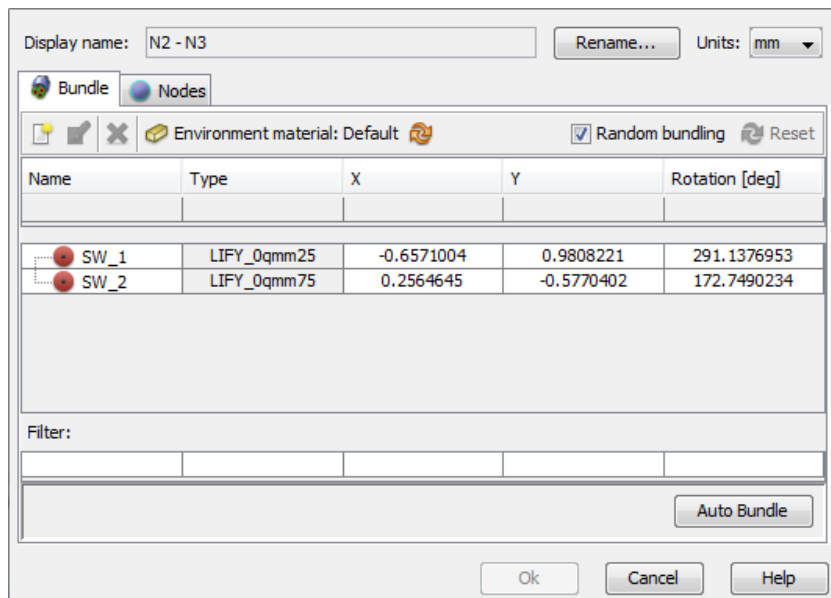 Display name: N2 - N3 Rename... Units: mm
Bundle Nodes
Environment material: Default Random bundling Reset
Name Type X Y Rotation [deg]
SW_1 LIFY_0qmm25 -0.6571004 0.9808221 291.1376953
SW_2 LIFY_0qmm75 0.2564645 -0.5770402 172.7490234
Filter:
Auto Bundle
Ok Cancel Help